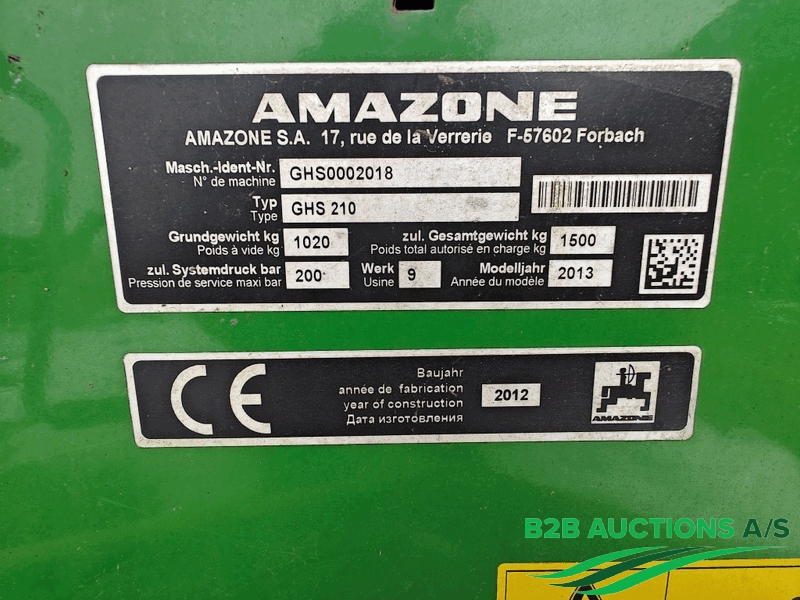 AMAZONE
AMAZONE S.A. 17, rue de la Verrerie F-57602 Forbach
Masch.-Ident-Nr. GHS0002018
N° de machine
Typ GHS 210
Type
Grundgewicht kg 1020 zul. Gesamtgewicht kg 1500
Poids à vide kg Poids total autorisé en charge kg
zul. Systemdruck bar 200 Werk 9 Modelljahr 2013
Pression de service maxi bar Usine Année du modèle
CE
Baujahr
année de fabrication 2012
year of construction
Дата изготовления
AMAZONE
B2B AUCTIONS A/S